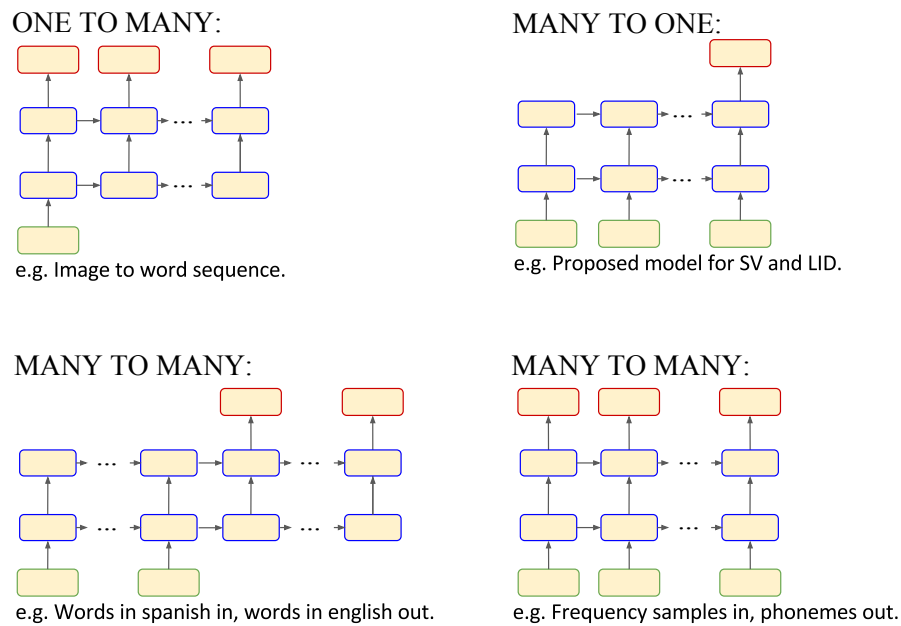 ONE TO MANY:
...
...
e.g. Image to word sequence.
MANY TO ONE:
...
...
e.g. Proposed model for SV and LID.
MANY TO MANY:
... ...
... ...
e.g. Words in spanish in, words in english out.
MANY TO MANY:
...
...
e.g. Frequency samples in, phonemes out.